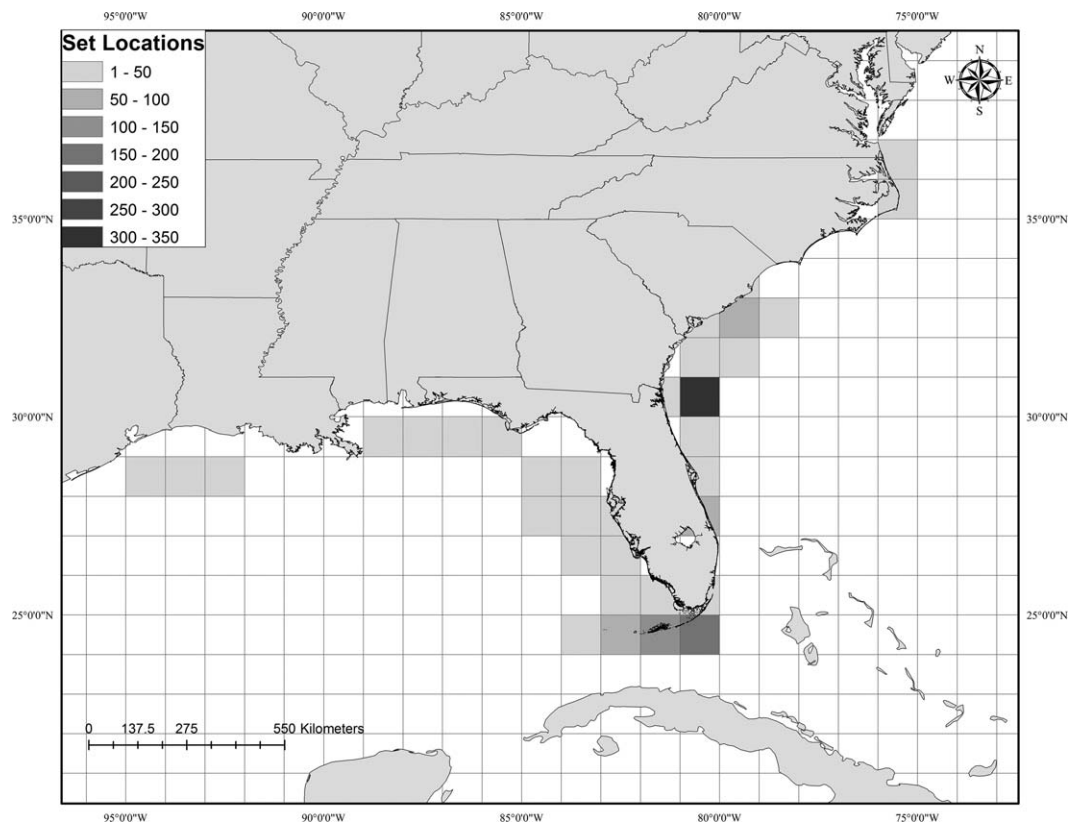 95°0'0"W 90°0'0"W 85°0'0"W 80°0'0"W 75°0'0"W
Set Locations
1 - 50
50 - 100
100 - 150
150 - 200
200 - 250
250 - 300
300 - 350
N
W E
S
35°0'0"N 35°0'0"N
30°0'0"N 30°0'0"N
25°0'0"N 25°0'0"N
0 137.5 275 550 Kilometers
95°0'0"W 90°0'0"W 85°0'0"W 80°0'0"W 75°0'0"W